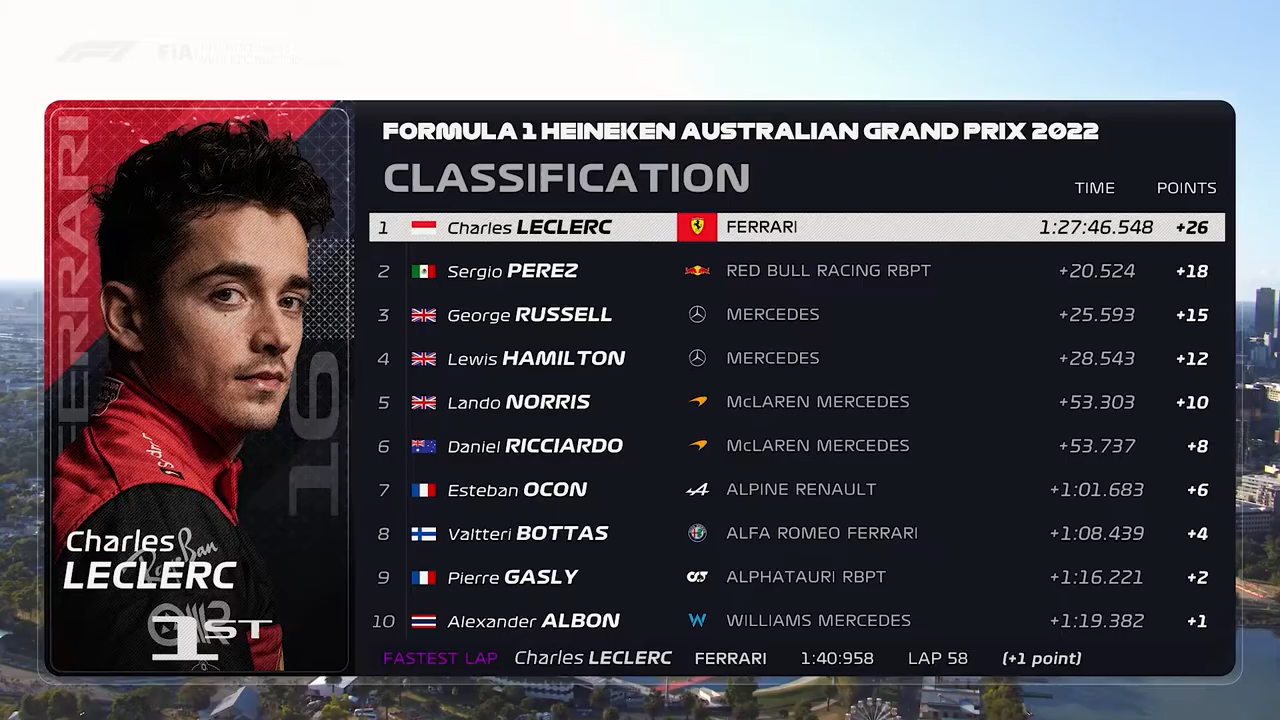 F1 FIA
FERRARI
16
Charles
LECLERC
Ray-Ban
1ST
FORMULA 1 HEINEKEN AUSTRALIAN GRAND PRIX 2022
CLASSIFICATION
TIME POINTS
1 Charles LECLERC FERRARI 1:27:46.548 +26
2 Sergio PEREZ RED BULL RACING RBPT +20.524 +18
3 George RUSSELL MERCEDES +25.593 +15
4 Lewis HAMILTON MERCEDES +28.543 +12
5 Lando NORRIS McLAREN MERCEDES +53.303 +10
6 Daniel RICCIARDO McLAREN MERCEDES +53.737 +8
7 Esteban OCON ALPINE RENAULT +1:01.683 +6
8 Valtteri BOTTAS ALFA ROMEO FERRARI +1:08.439 +4
9 Pierre GASLY ALPHATAURI RBPT +1:16.221 +2
10 Alexander ALBON WILLIAMS MERCEDES +1:19.382 +1
FASTEST LAP Charles LECLERC FERRARI 1:40:958 LAP 58 (+1 point)